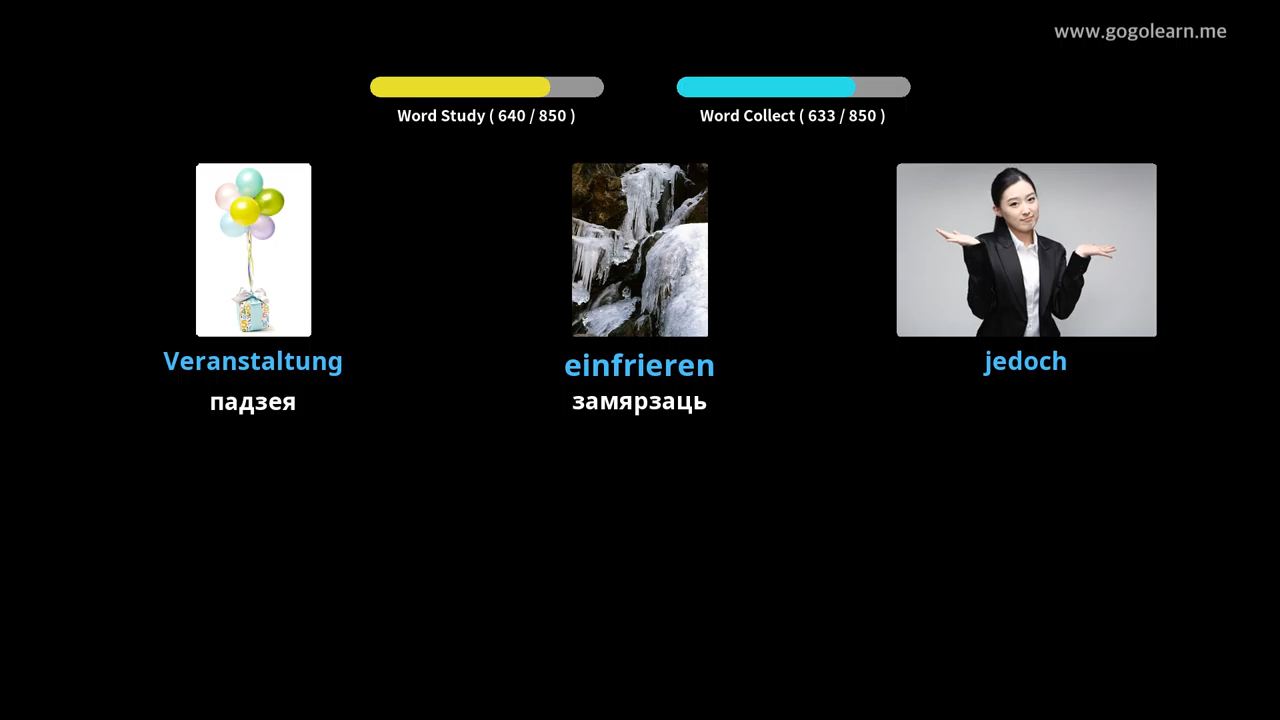 www.gogolearn.me
Word Study ( 640 / 850 )
Word Collect ( 633 / 850 )
Veranstaltung
падзея
einfrieren
замярзаць
jedoch